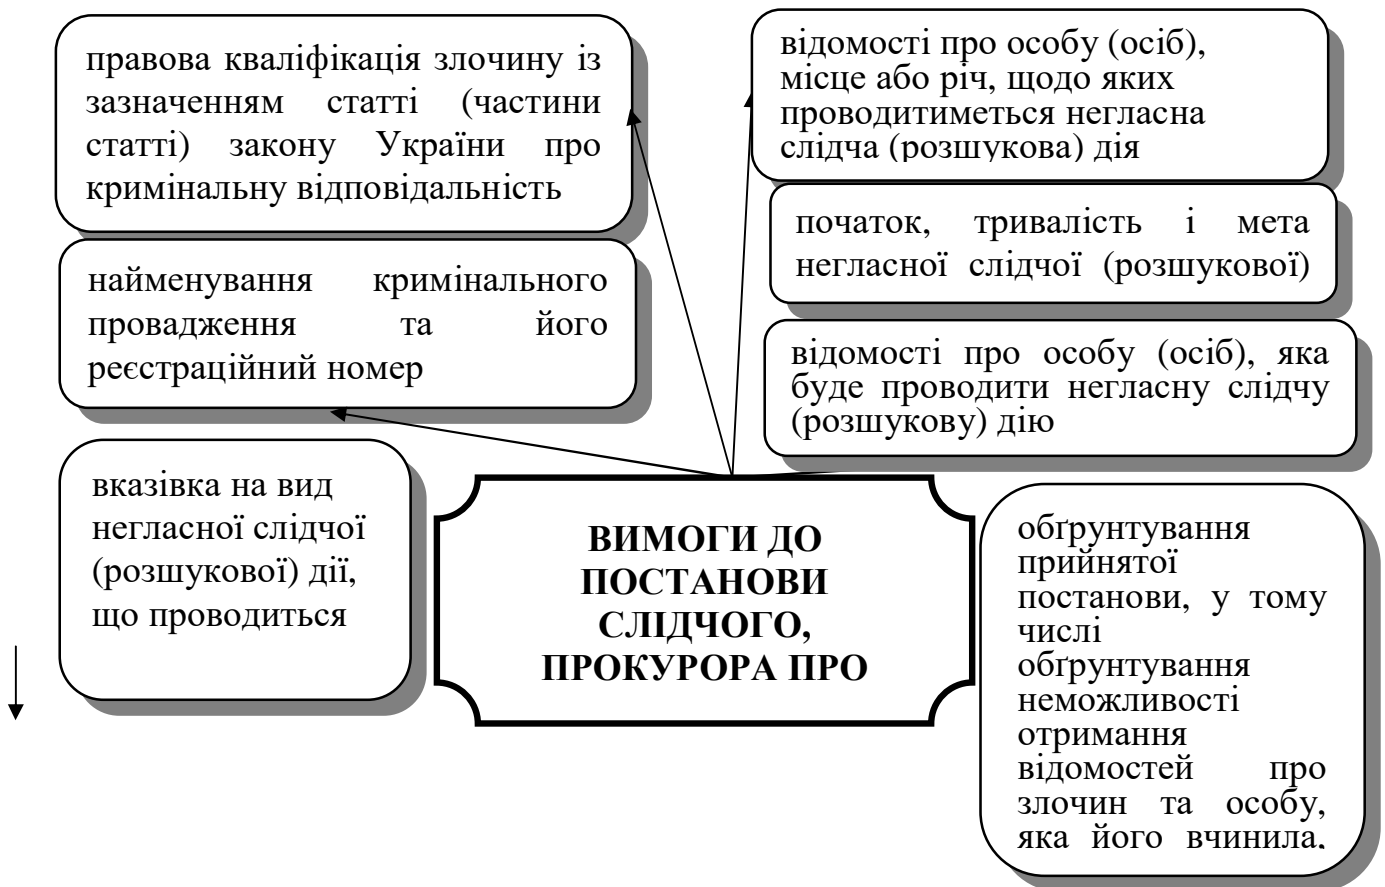 правова кваліфікація злочину із
зазначенням статті (частини
статті) закону України про
кримінальну відповідальність
найменування кримінального
провадження та його
реєстраційний номер
вказівка на вид
негласної слідчої
(розшукової) дії,
що проводиться
відомості про особу (осіб),
місце або річ, щодо яких
проводитиметься негласна
слідча (розшукова) дія
початок, тривалість і мета
негласної слідчої (розшукової)
відомості про особу (осіб), яка
буде проводити негласну слідчу
(розшукову) дію
ВИМОГИ ДО
ПОСТАНОВИ
СЛІДЧОГО,
ПРОКУРОРА ПРО
обґрунтування
прийнятої
постанови, у тому
числі
обґрунтування
неможливості
отримання
відомостей про
злочин та особу,
яка його вчинила,